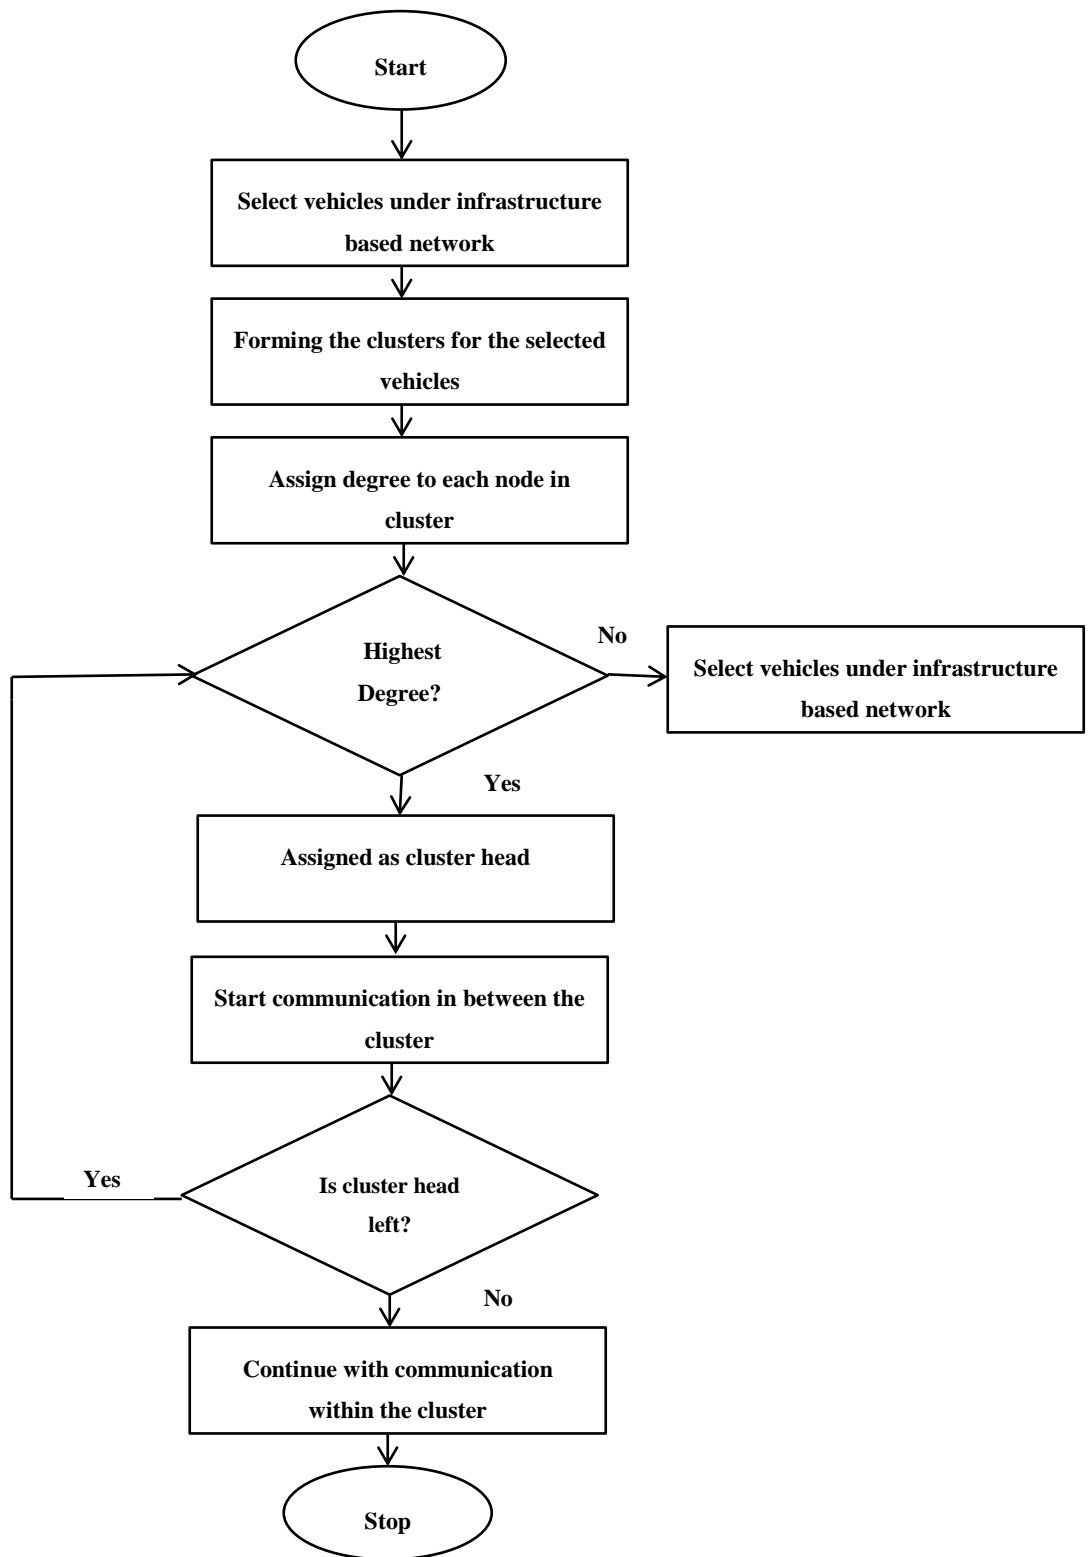 Start
Select vehicles under infrastructure
based network
Forming the clusters for the selected
vehicles
Assign degree to each node in
cluster
Highest
Degree?
No
Select vehicles under infrastructure
based network
Yes
Assigned as cluster head
Start communication in between the
cluster
Yes
Is cluster head
left?
No
Continue with communication
within the cluster
Stop